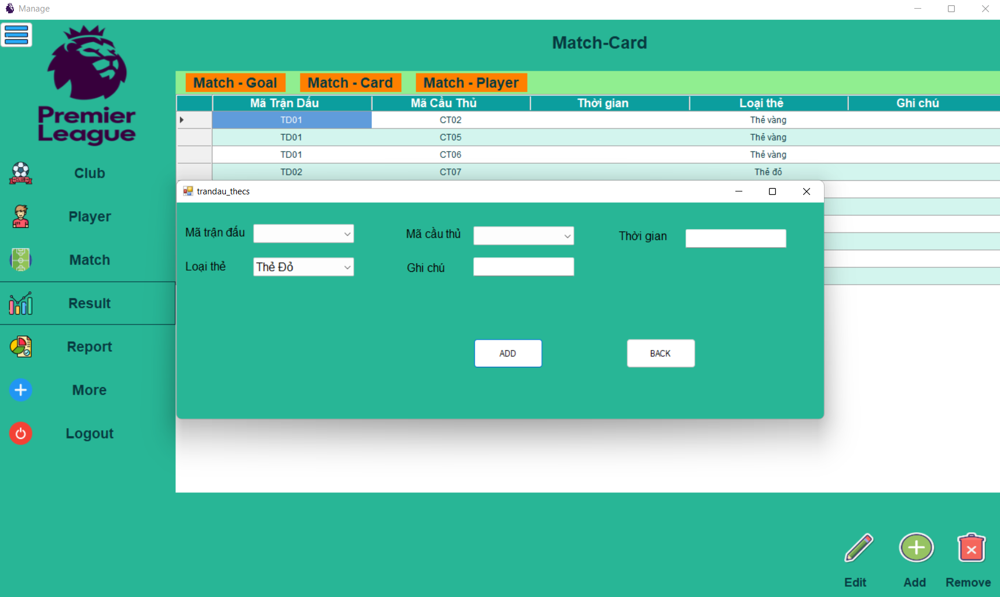 Manage
Match-Card
Premier
League
Match - Goal
Match - Card
Match - Player
Mã Trận Dấu
Mã Cầu Thủ
Thời gian
Loại thẻ
Ghi chú
TD01
CT02
Thẻ vàng
TD01
CT05
Thẻ vàng
TD01
CT06
Thẻ vàng
TD02
CT07
Thẻ đỏ
CLUB
Club
Player
Match
Result
Report
More
Logout
trandau_thecs
Mã trận đấu
Mã cầu thủ
Thời gian
Loại thẻ
Thẻ Đỏ
Ghi chú
ADD
BACK
Edit
Add
Remove